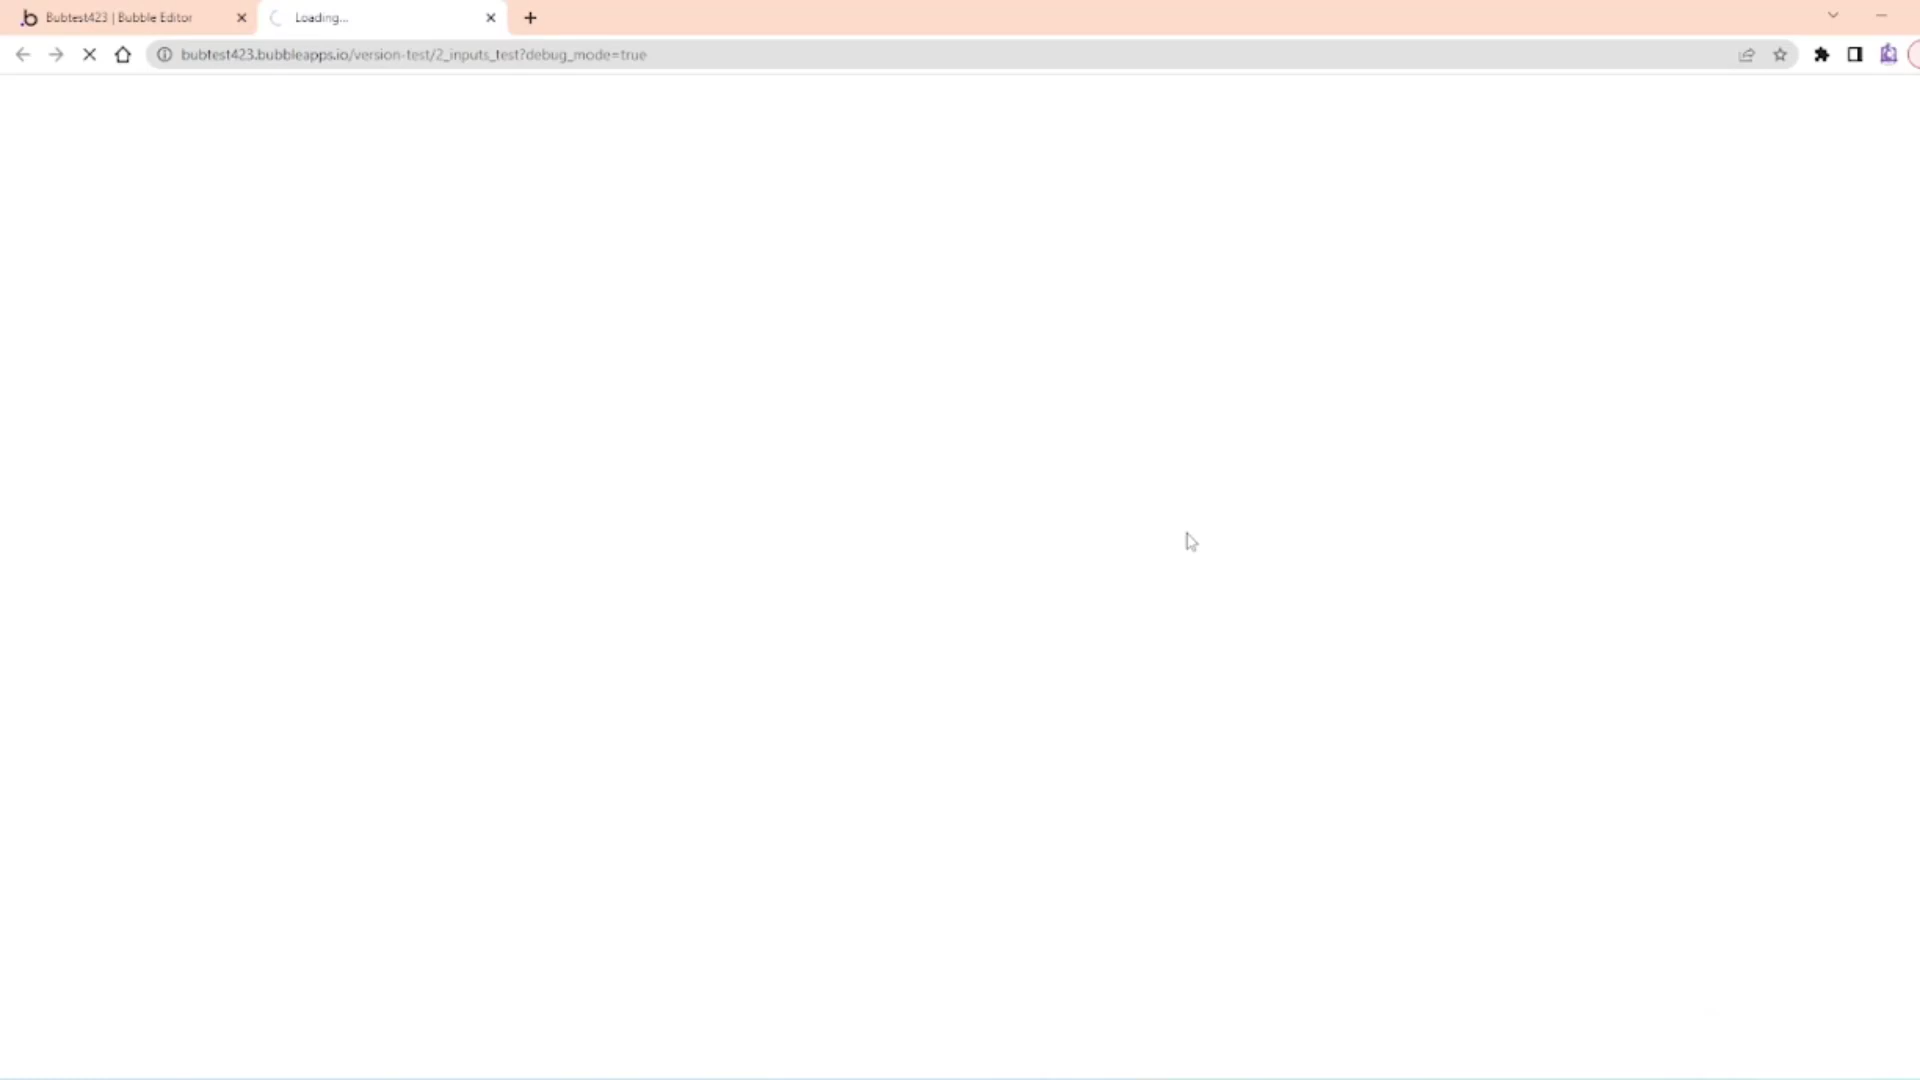 Bubtest423 | Bubble Editor
Loading...
bubtest423.bubbleapps.io/version-test/2_inputs_test?debug_mode=true